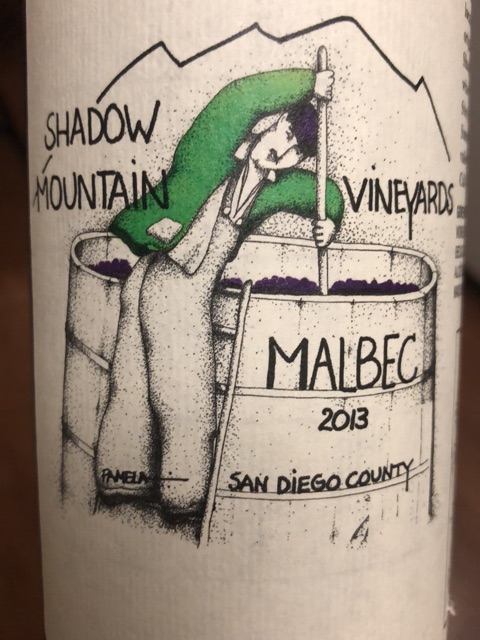 SHADOW
MOUNTAIN VINEYARDS
MALBEC
2013
PAMELA
SAN DIEGO COUNTY